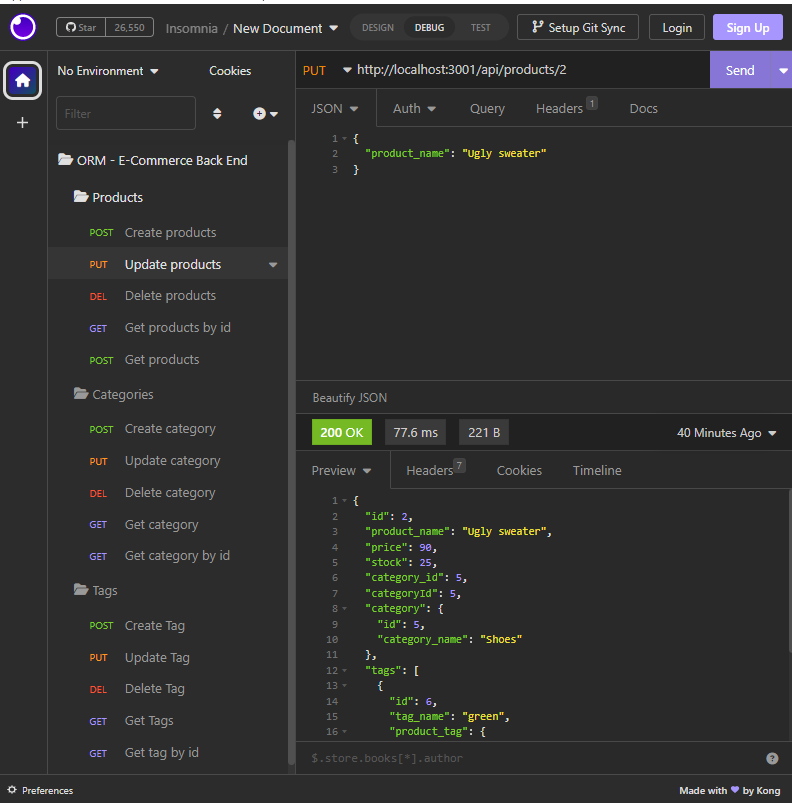 Star 26,550 Insomnia / New Document DESIGN DEBUG TEST Setup Git Sync Login Sign Up
No Environment Cookies
Filter
ORM - E-Commerce Back End
Products
POST Create products
PUT Update products
DEL Delete products
GET Get products by id
POST Get products
Categories
POST Create category
PUT Update category
DEL Delete category
GET Get category
GET Get category by id
Tags
POST Create Tag
PUT Update Tag
DEL Delete Tag
GET Get Tags
GET Get tag by id
PUT http://localhost:3001/api/products/2 Send
JSON Auth Query Headers 1 Docs
1 {
2 "product_name": "Ugly sweater"
3 }
Beautify JSON
200 OK 77.6 ms 221 B 40 Minutes Ago
Preview Headers 7 Cookies Timeline
1 {
2 "id": 2,
3 "product_name": "Ugly sweater",
4 "price": 90,
5 "stock": 25,
6 "category_id": 5,
7 "categoryId": 5,
8 "category": {
9 "id": 5,
10 "category_name": "Shoes"
11 },
12 "tags": [
13 {
14 "id": 6,
15 "tag_name": "green",
16 "product_tag": {
$.store.books[*].author
Preferences Made with ❤ by Kong